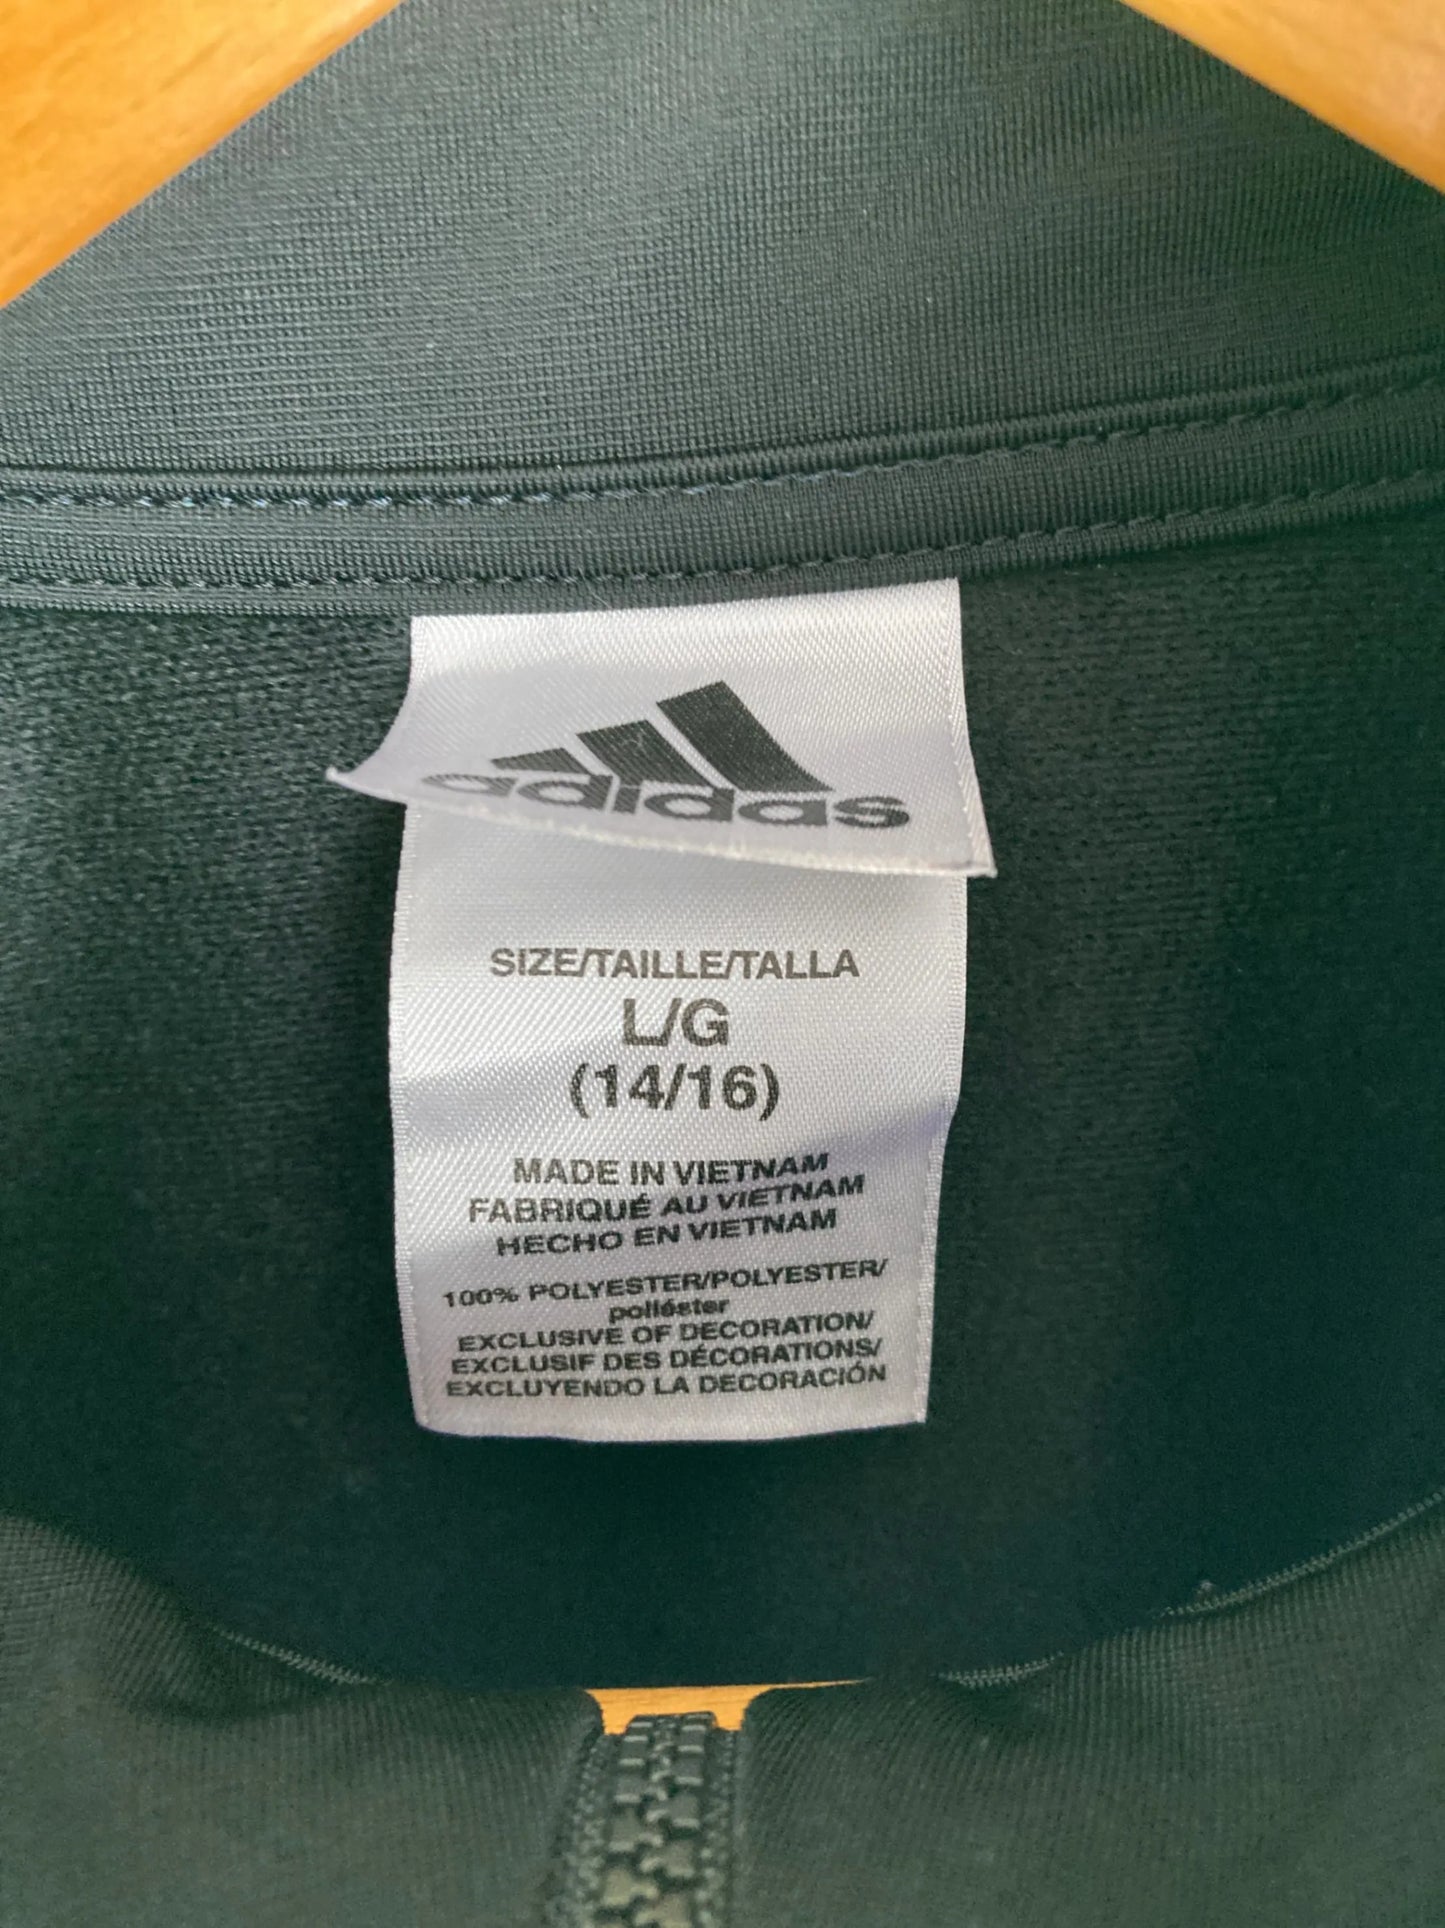 adidas
SIZE/TAILLE/TALLA
L/G
(14/16)
MADE IN VIETNAM
FABRIQUÉ AU VIETNAM
HECHO EN VIETNAM
100% POLYESTER/POLYESTER/
poliéster
EXCLUSIVE OF DECORATION/
EXCLUSIF DES DÉCORATIONS/
EXCLUYENDO LA DECORACIÓN